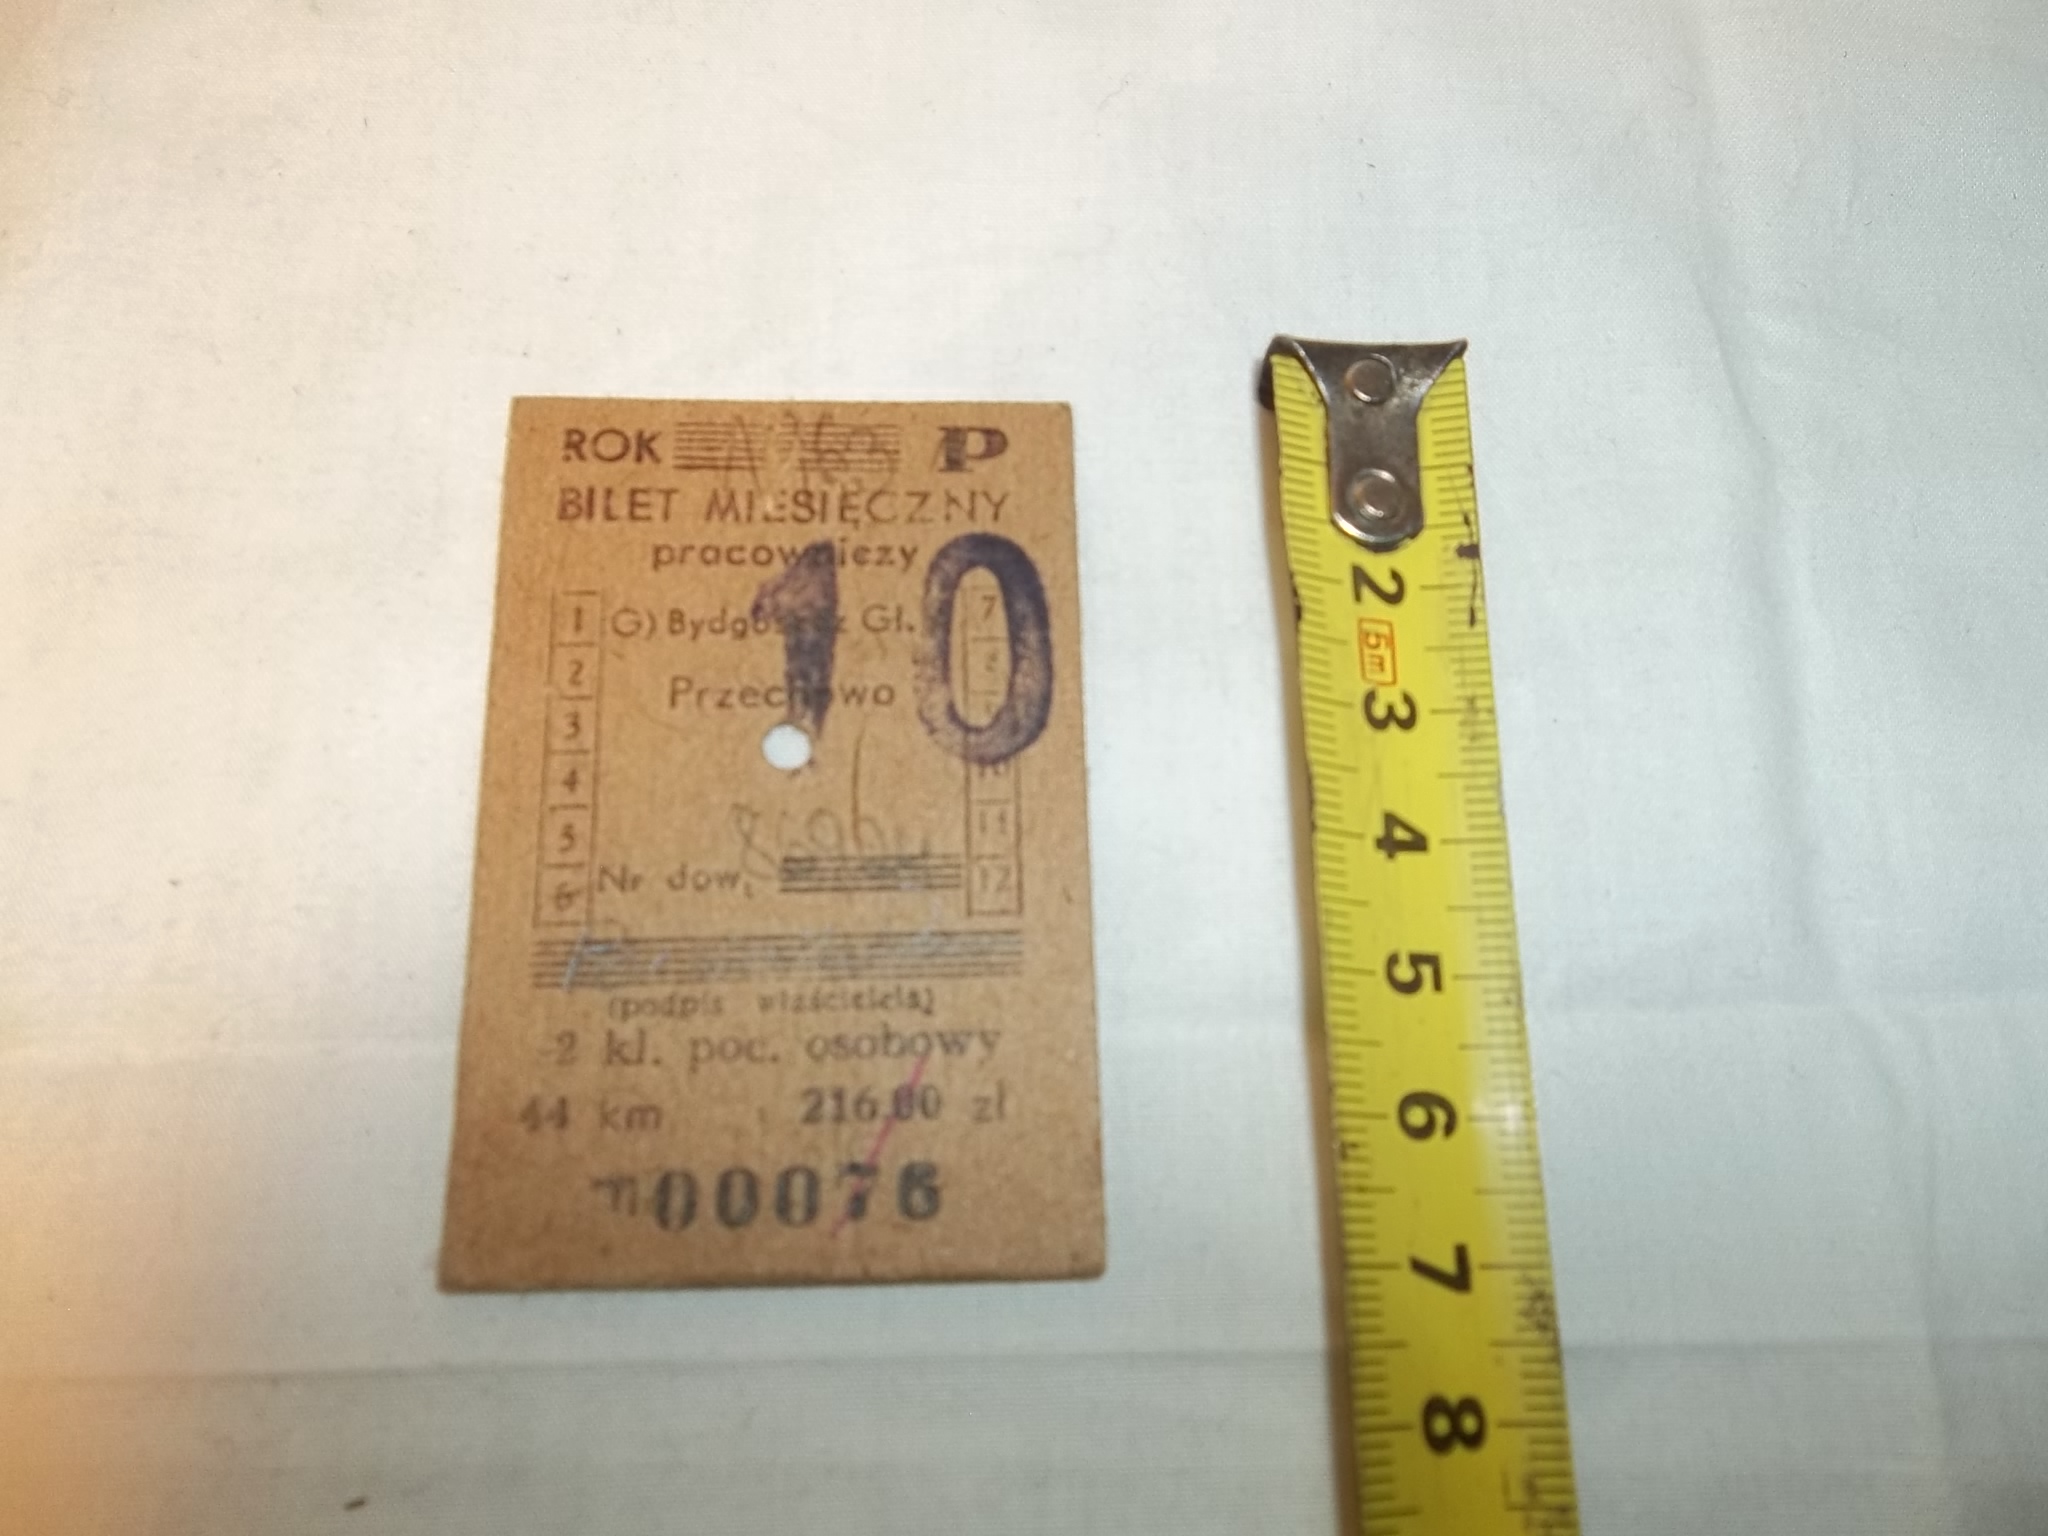 ROK P
BILET MIESIĘCZNY
pracowniczy
10
1 G) Bydgoszcz Gł. 7
2
Przechowo
3
4 10
5 11
6 Nr dow. 12
(podpis właściciela)
2 kl. poc. osobowy
44 km 216.00 zł
00076
2
5m
3
4
5
6
7
8